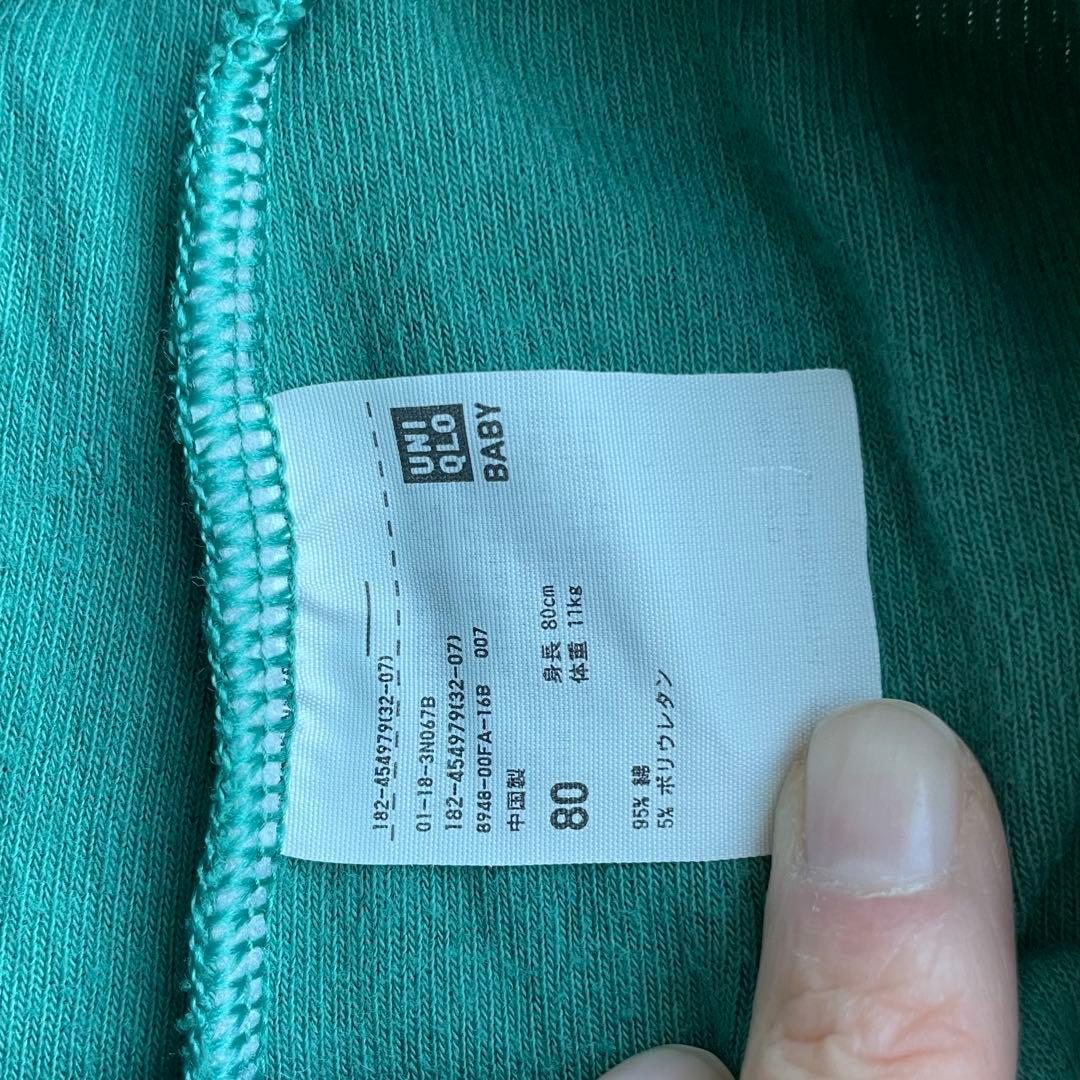 182-454979(32-07)
UNI
QLO
BABY
01-18-3N067B
182-454979(32-07)
8948-00FA-16B 007
中国製
80
身長 80cm
体重 11kg
95% 綿
5% ポリウレタン